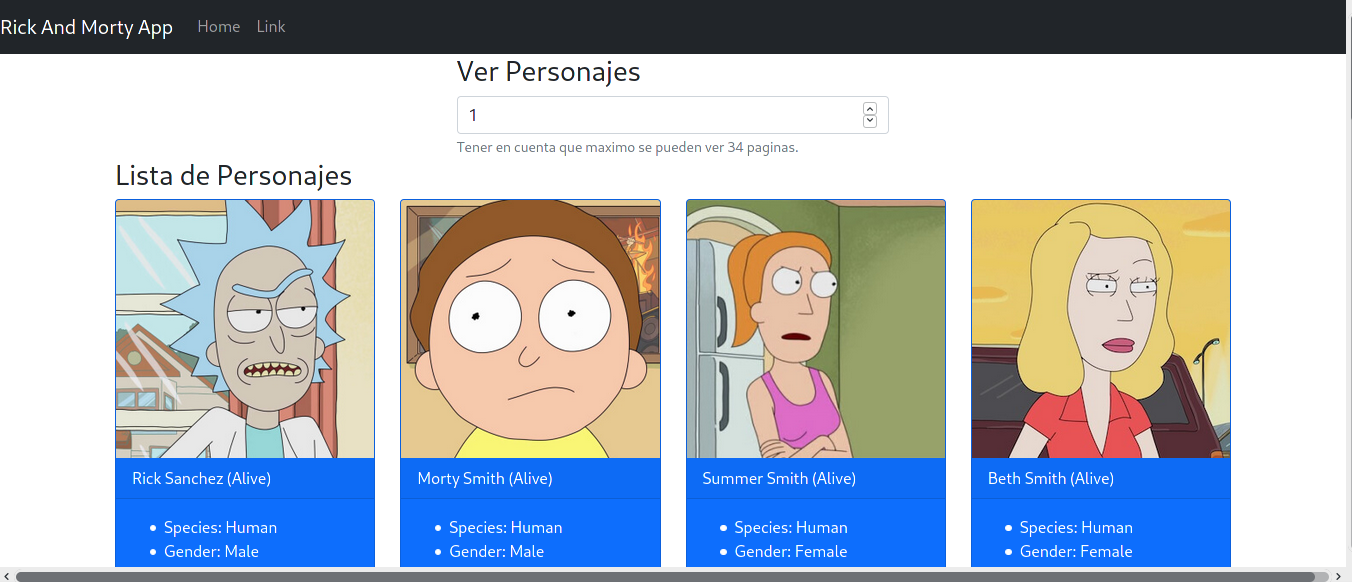 Rick And Morty App Home Link
Ver Personajes
1
Tener en cuenta que maximo se pueden ver 34 paginas.
Lista de Personajes
Rick Sanchez (Alive) Morty Smith (Alive) Summer Smith (Alive) Beth Smith (Alive)
Species: Human Species: Human Species: Human Species: Human
Gender: Male Gender: Male Gender: Female Gender: Female